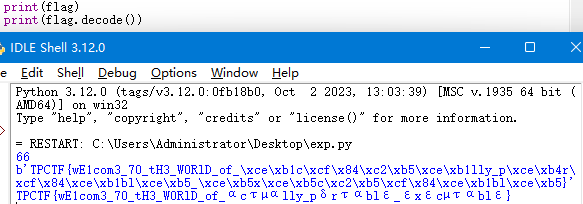 print(flag)
print(flag.decode())
IDLE Shell 3.12.0
e Edit Shell Debug Options Window Help
Python 3.12.0 (tags/v3.12.0:0fb18b0, Oct  2 2023, 13:03:39) [MSC v.1935 64 bit (
AMD64)] on win32
Type "help", "copyright", "credits" or "license()" for more information.
= RESTART: C:\Users\Administrator\Desktop\exp.py
66
b'TPCTF{wE1com3_70_tH3_WORlD_of_\xce\xb1c\xcf\x84\xc2\xb5\xce\xb1lly_p\xce\xb4r\
xcf\x84\xce\xb1bl\xce\xb5_\xce\xb5x\xce\xb5c\xc2\xb5\xcf\x84\xce\xb1bl\xce\xb5}'
TPCTF{wE1com3_70_tH3_WORlD_of_αcτµαlly_pδrταblε_εxεcµταblε}